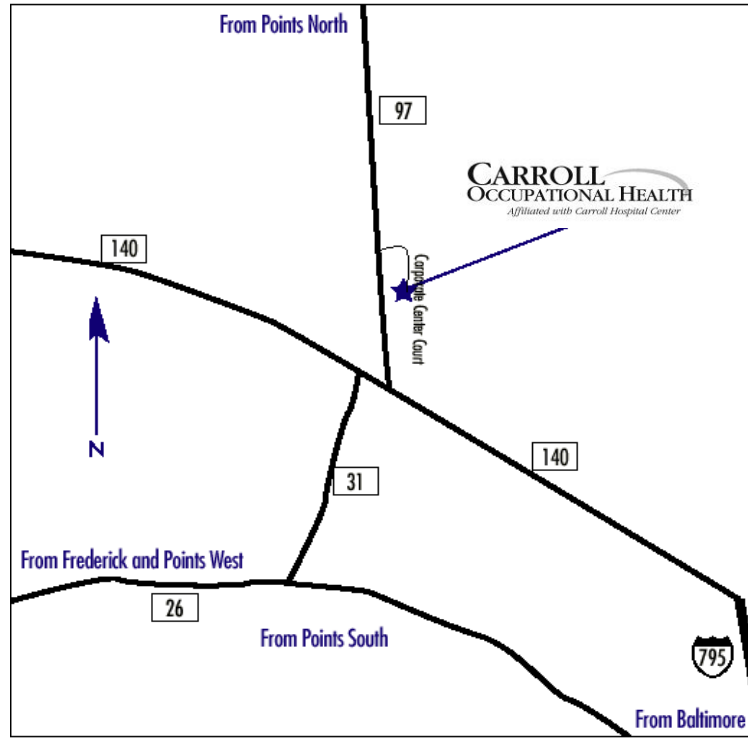 From Points North
97
CARROLL
OCCUPATIONAL HEALTH
Affiliated with Carroll Hospital Center
140
Corporate Center Court
N
140
31
From Frederick and Points West
26
From Points South
795
From Baltimore